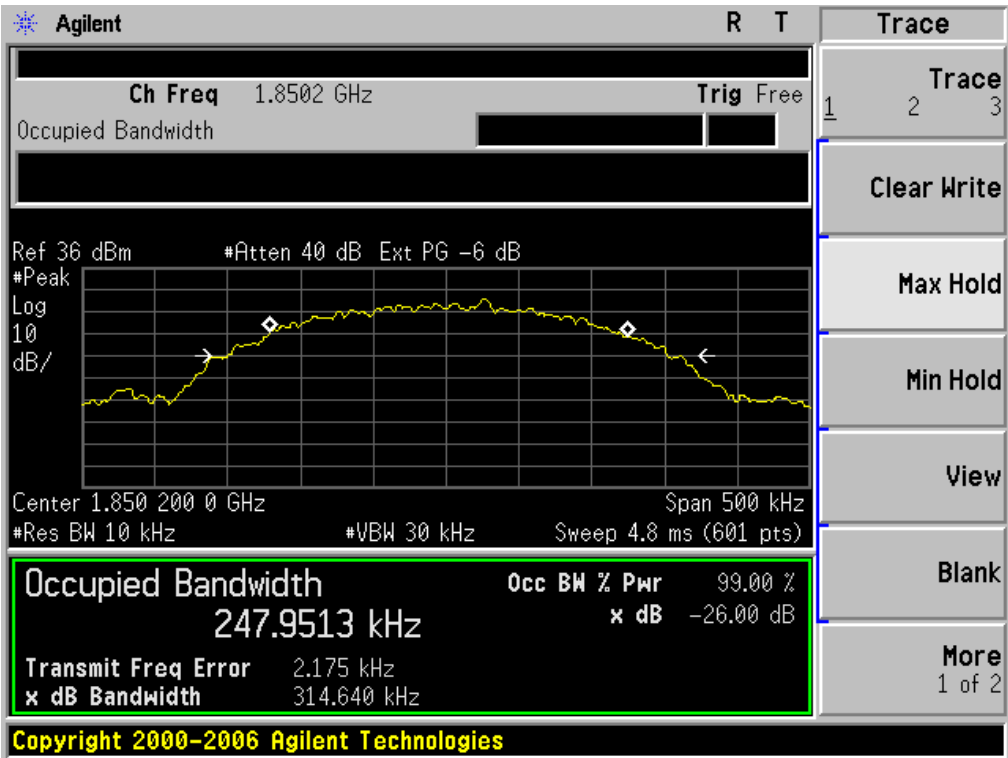 Agilent R T Trace
Ch Freq 1.8502 GHz Trig Free
Occupied Bandwidth
Trace
1 2 3
Clear Write
Max Hold
Min Hold
View
Blank
More
1 of 2
Ref 36 dBm #Atten 40 dB Ext PG -6 dB
#Peak
Log
10
dB/
Center 1.850 200 0 GHz Span 500 kHz
#Res BW 10 kHz #VBW 30 kHz Sweep 4.8 ms (601 pts)
Occupied Bandwidth Occ BW % Pwr 99.00 %
247.9513 kHz x dB -26.00 dB
Transmit Freq Error 2.175 kHz
x dB Bandwidth 314.640 kHz
Copyright 2000-2006 Agilent Technologies